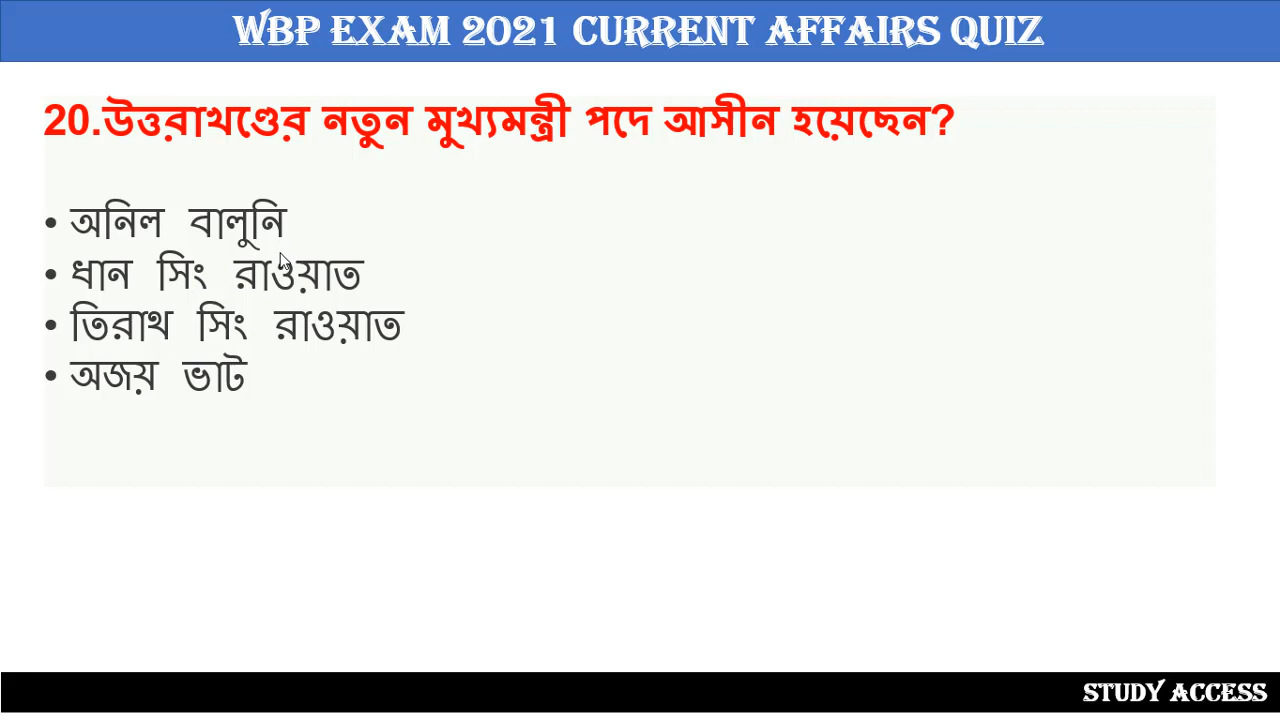 WBP EXAM 2021 CURRENT AFFAIRS QUIZ
20.উত্তরাখণ্ডের নতুন মুখ্যমন্ত্রী পদে আসীন হয়েছেন?
• অনিল বালুনি
• ধান সিং রাওয়াত
• তিরাথ সিং রাওয়াত
• অজয় ভাট
STUDY ACCESS